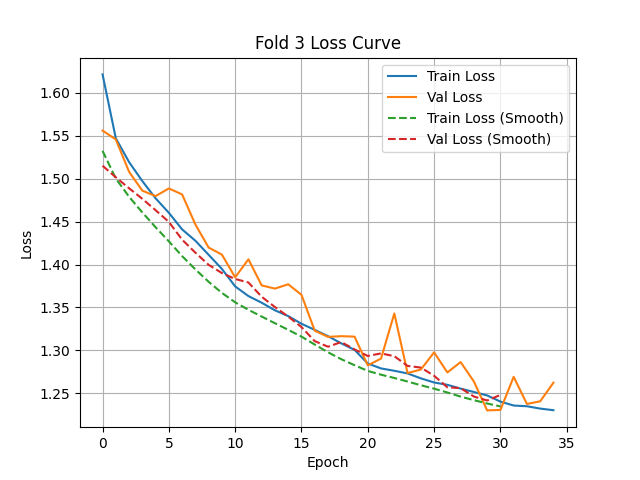 Fold 3 Loss Curve
Train Loss
Val Loss
Train Loss (Smooth)
Val Loss (Smooth)
1.60
1.55
1.50
1.45
1.40
1.35
1.30
1.25
Loss
0 5 10 15 20 25 30 35
Epoch